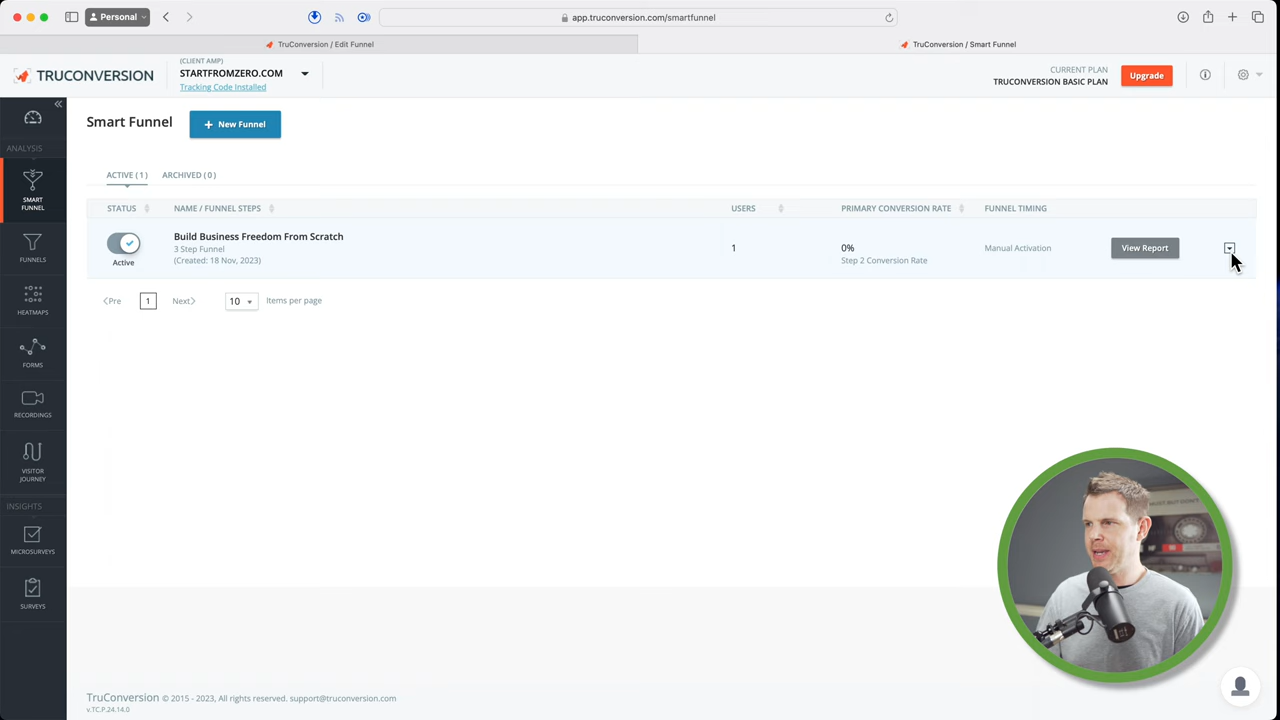 Personal
app.truconversion.com/smartfunnel
TruConversion / Edit Funnel
TruConversion / Smart Funnel
TRUCONVERSION
(CLIENT AMP)
STARTFROMZERO.COM
Tracking Code Installed
CURRENT PLAN
TRUCONVERSION BASIC PLAN
Upgrade
Smart Funnel
+ New Funnel
ANALYSIS
SMART
FUNNEL
FUNNELS
HEATMAPS
FORMS
RECORDINGS
VISITOR
JOURNEY
INSIGHTS
MICROSURVEYS
SURVEYS
ACTIVE ( 1 )
ARCHIVED ( 0 )
STATUS
NAME / FUNNEL STEPS
USERS
PRIMARY CONVERSION RATE
FUNNEL TIMING
Active
Build Business Freedom From Scratch
3 Step Funnel
(Created: 18 Nov, 2023)
1
0%
Step 2 Conversion Rate
Manual Activation
View Report
Pre
1
Next
10
Items per page
TruConversion © 2015 - 2023, All rights reserved. support@truconversion.com
v.TC.P.24.14.0